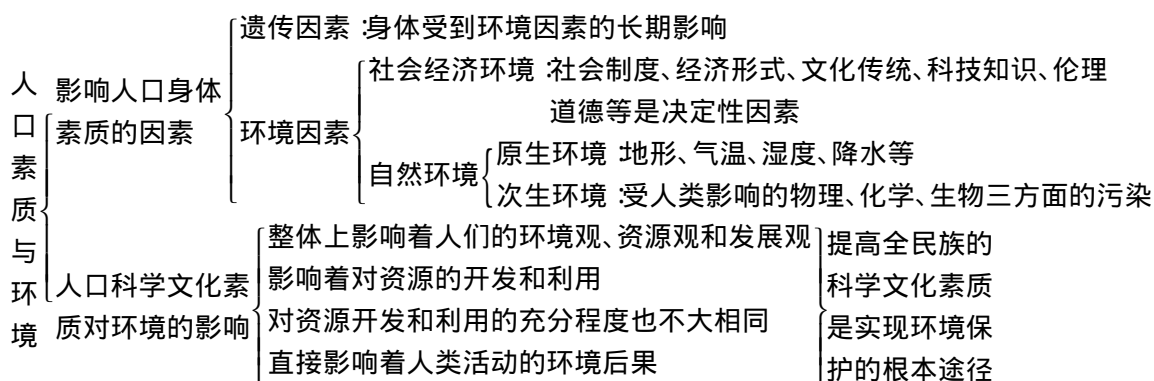 人口素质与环境
影响人口身体
素质的因素
遗传因素:身体受到环境因素的长期影响
环境因素
社会经济环境:社会制度、经济形式、文化传统、科技知识、伦理
道德等是决定性因素
自然环境
原生环境:地形、气温、湿度、降水等
次生环境:受人类影响的物理、化学、生物三方面的污染
人口科学文化素
质对环境的影响
整体上影响着人们的环境观、资源观和发展观
影响着对资源的开发和利用
对资源开发和利用的充分程度也不大相同
直接影响着人类活动的环境后果
提高全民族的
科学文化素质
是实现环境保
护的根本途径